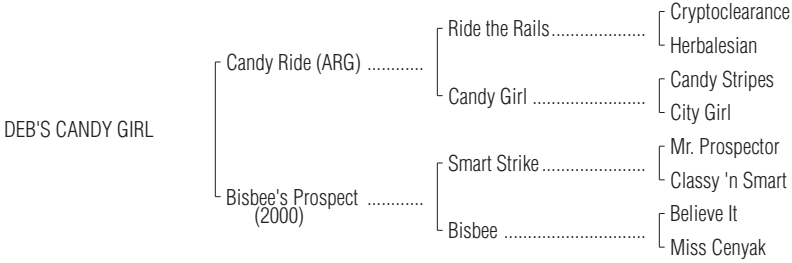 Cryptoclearance
Ride the Rails....................
Herbalesian
Candy Ride (ARG) ............
Candy Stripes
Candy Girl ........................
City Girl
DEB'S CANDY GIRL
Mr. Prospector
Smart Strike......................
Classy 'n Smart
Bisbee's Prospect ............
(2000)
Believe It
Bisbee ..............................
Miss Cenyak